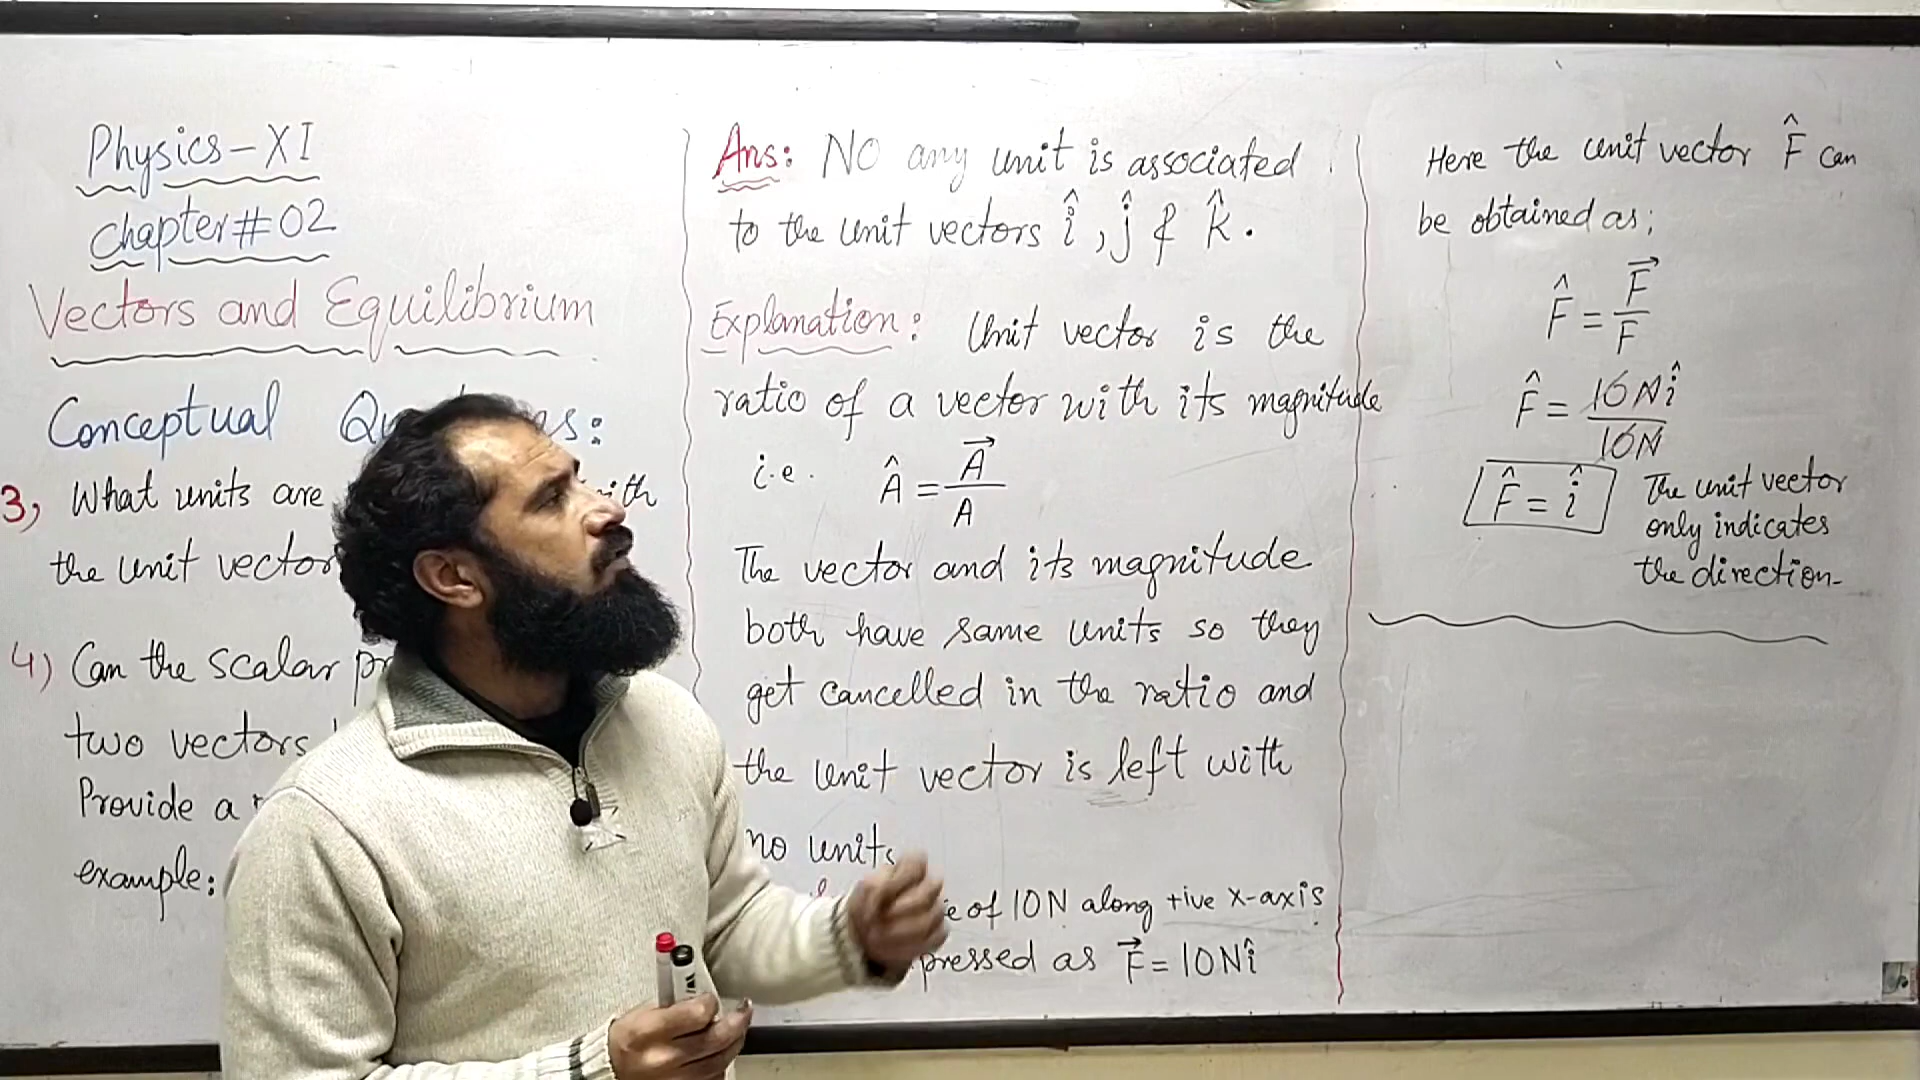 Physics-XI
Chapter#02
Vectors and Equilibrium
Conceptual
3) What units are
the unit vector
4) Can the scalar
two vectors
Provide a
example:
Ans: NO any unit is associated
to the unit vectors î, ĵ & k̂.
Explanation: Unit vector is the
ratio of a vector with its magnitude
i.e. Â = A⃗/A
The vector and its magnitude
both have same units so they
get cancelled in the ratio and
the unit vector is left with
no units
of 10N along +ive x-axis
as F⃗ = 10Nî
Here the unit vector F̂ can
be obtained as;
F̂ = F⃗/F
F̂ = 10Nî/10N
F̂ = î
The unit vector
only indicates
the direction-